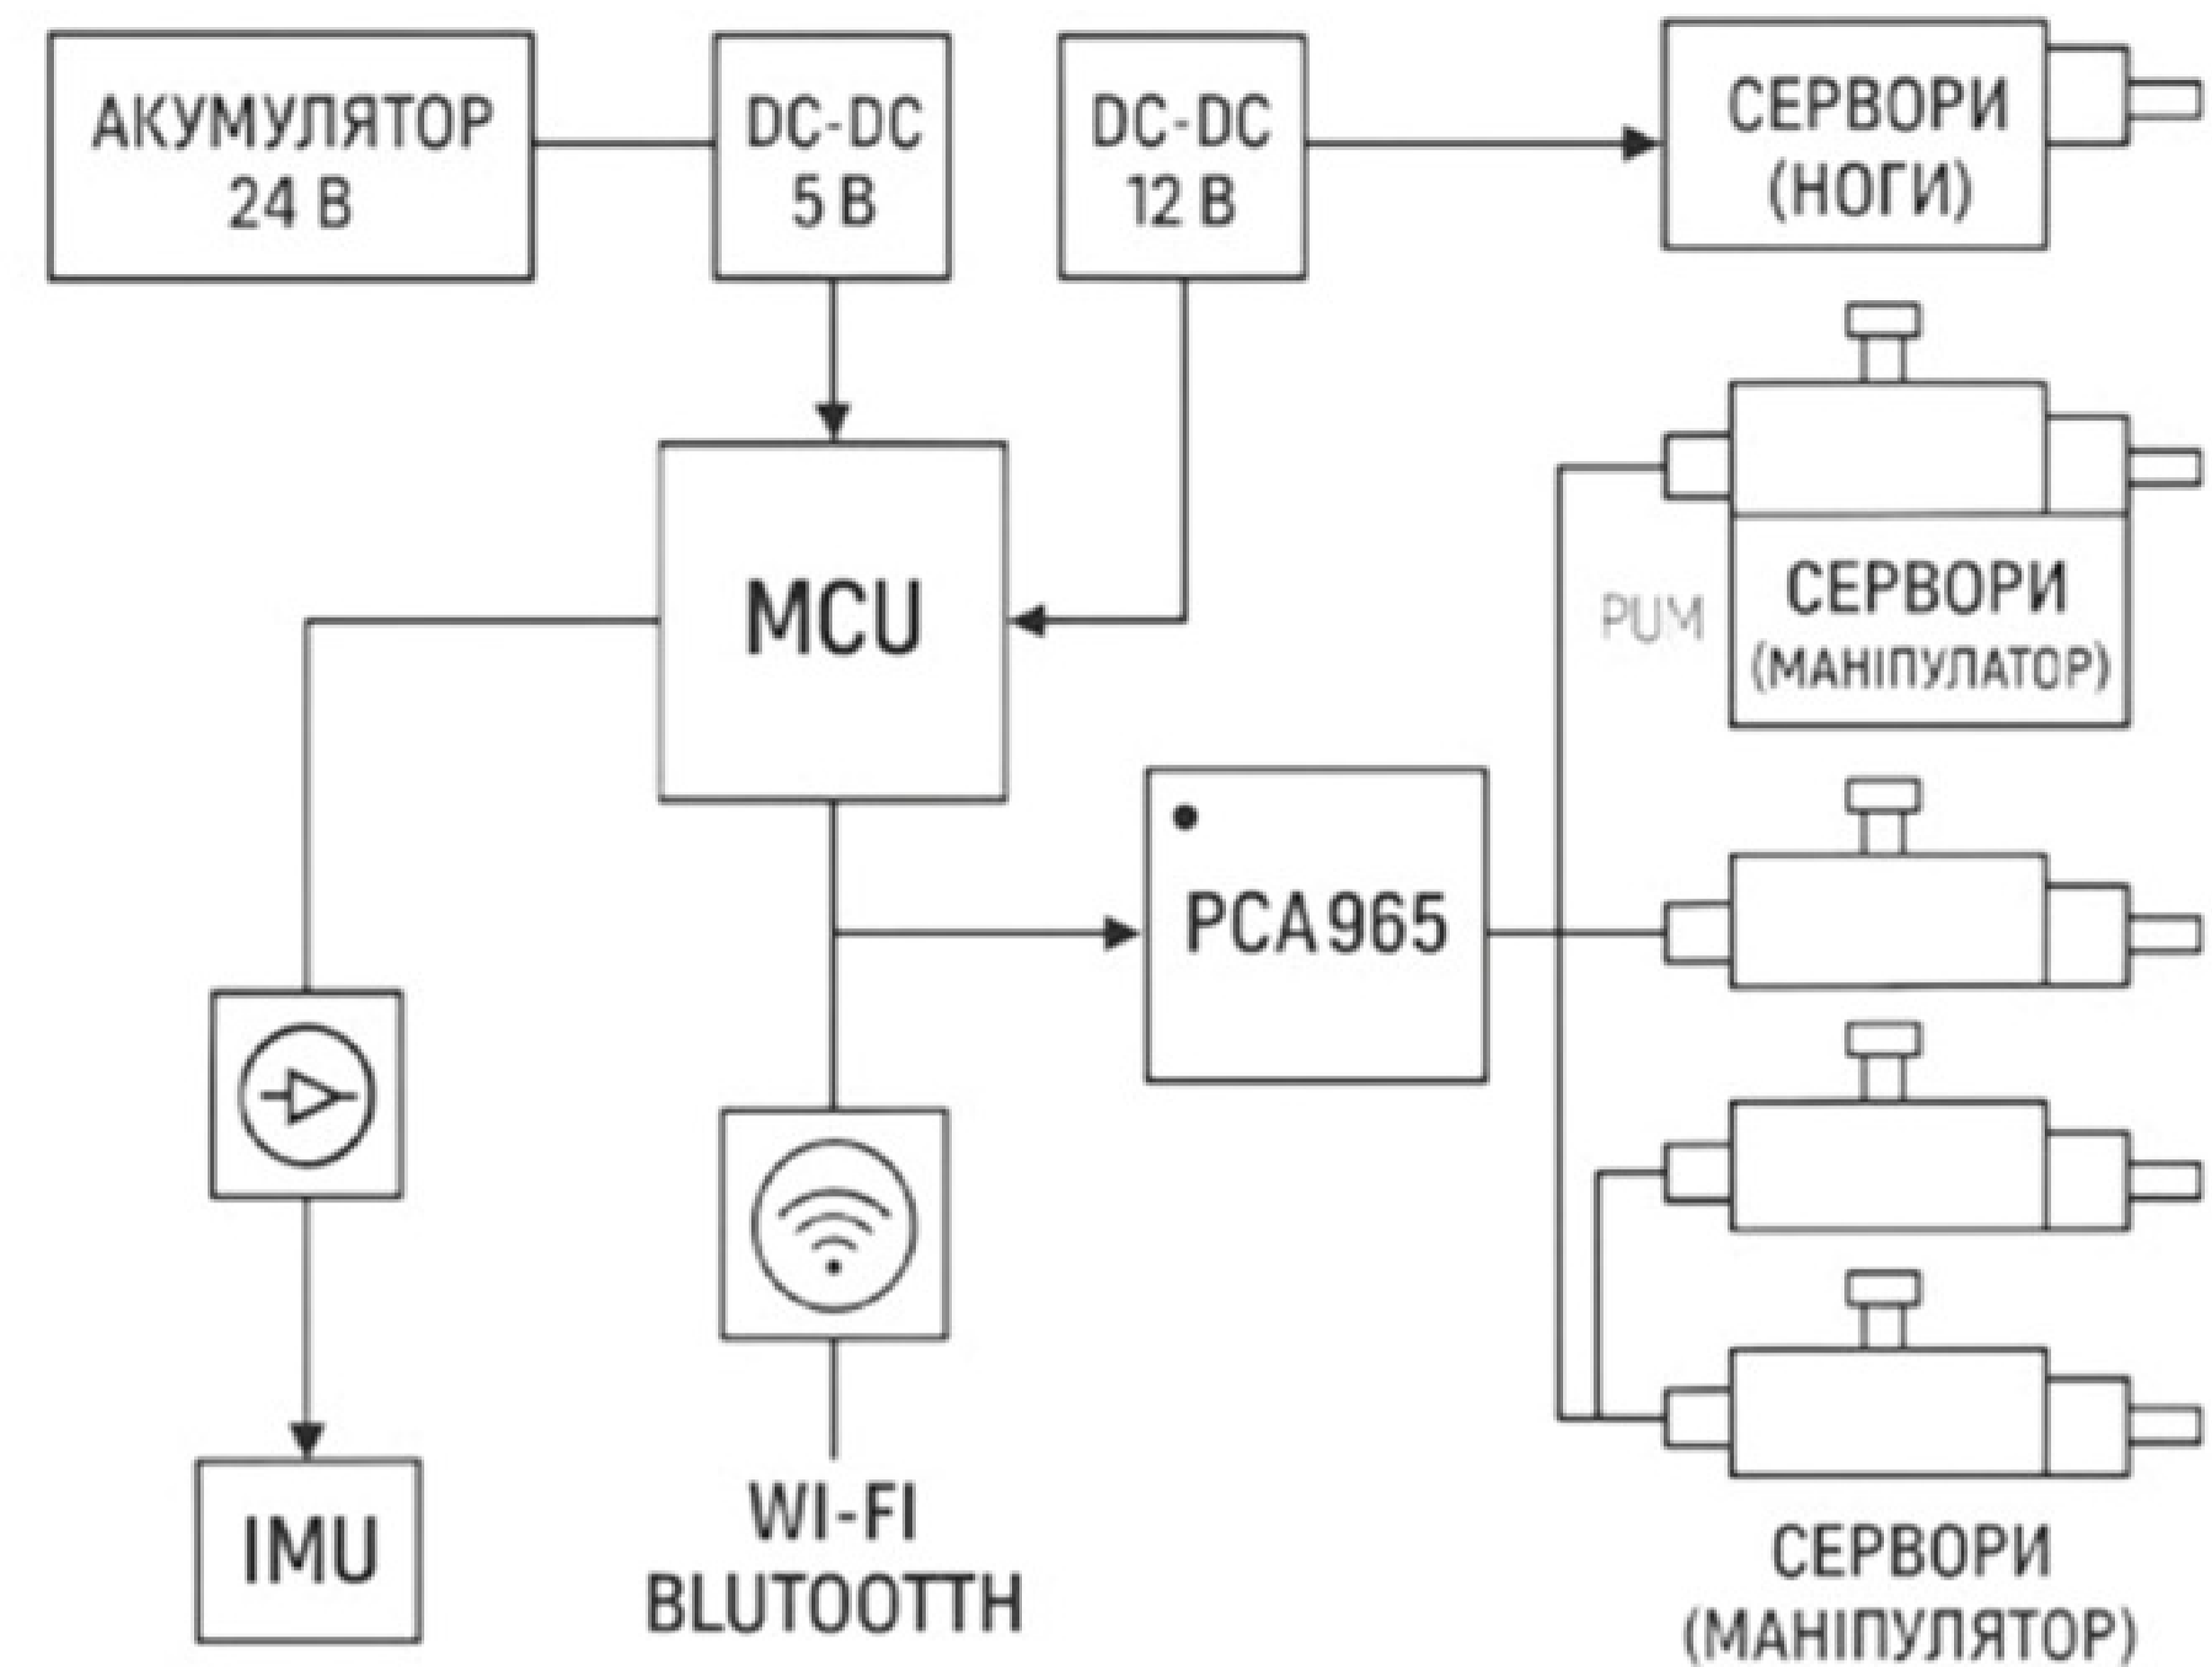 АКУМУЛЯТОР
24 В
DC-DC
5 В
DC-DC
12 В
СЕРВОРИ
(НОГИ)
MCU
PUM
СЕРВОРИ
(МАНІПУЛАТОР)
PCA965
WI-FI
BLUTOOTTH
IMU
СЕРВОРИ
(МАНІПУЛЯТОР)